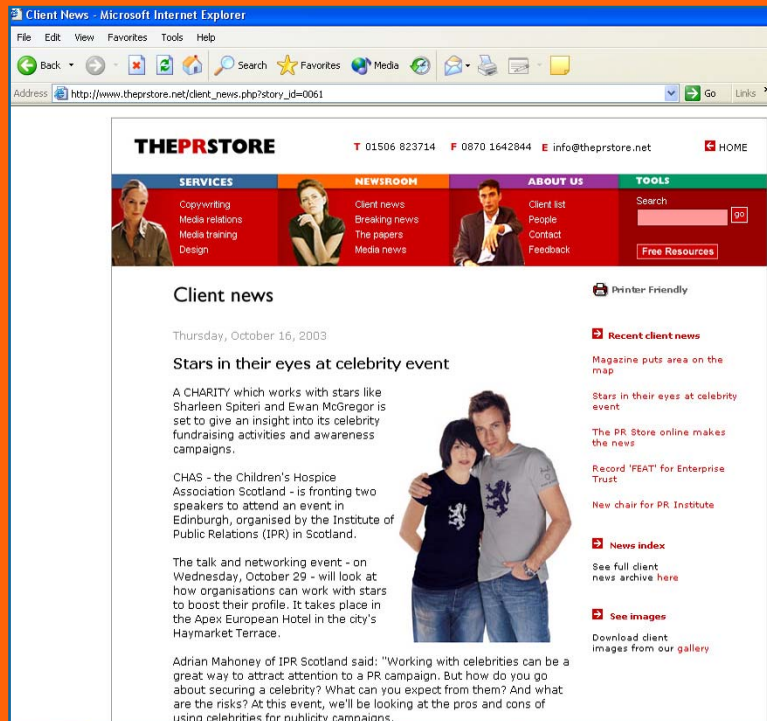 Client News - Microsoft Internet Explorer
File Edit View Favorites Tools Help
Back Search Favorites Media
Address http://www.theprstore.net/client_news.php?story_id=0061 Go Links
THEPRSTORE T 01506 823714 F 0870 1642844 E info@theprstore.net HOME
SERVICES NEWSROOM ABOUT US TOOLS
Copywriting Client news Client list Search
Media relations Breaking news People go
Media training The papers Contact
Design Media news Feedback Free Resources
Client news
Printer Friendly
Thursday, October 16, 2003
Stars in their eyes at celebrity event
A CHARITY which works with stars like
Sharleen Spiteri and Ewan McGregor is
set to give an insight into its celebrity
fundraising activities and awareness
campaigns.
CHAS - the Children's Hospice
Association Scotland - is fronting two
speakers to attend an event in
Edinburgh, organised by the Institute of
Public Relations (IPR) in Scotland.
The talk and networking event - on
Wednesday, October 29 - will look at
how organisations can work with stars
to boost their profile. It takes place in
the Apex European Hotel in the city's
Haymarket Terrace.
Adrian Mahoney of IPR Scotland said: "Working with celebrities can be a
great way to attract attention to a PR campaign. But how do you go
about securing a celebrity? What can you expect from them? And what
are the risks? At this event, we'll be looking at the pros and cons of
using celebrities for publicity campaigns.
Recent client news
Magazine puts area on the
map
Stars in their eyes at celebrity
event
The PR Store online makes
the news
Record 'FEAT' for Enterprise
Trust
New chair for PR Institute
News index
See full client
news archive here
See images
Download client
images from our gallery